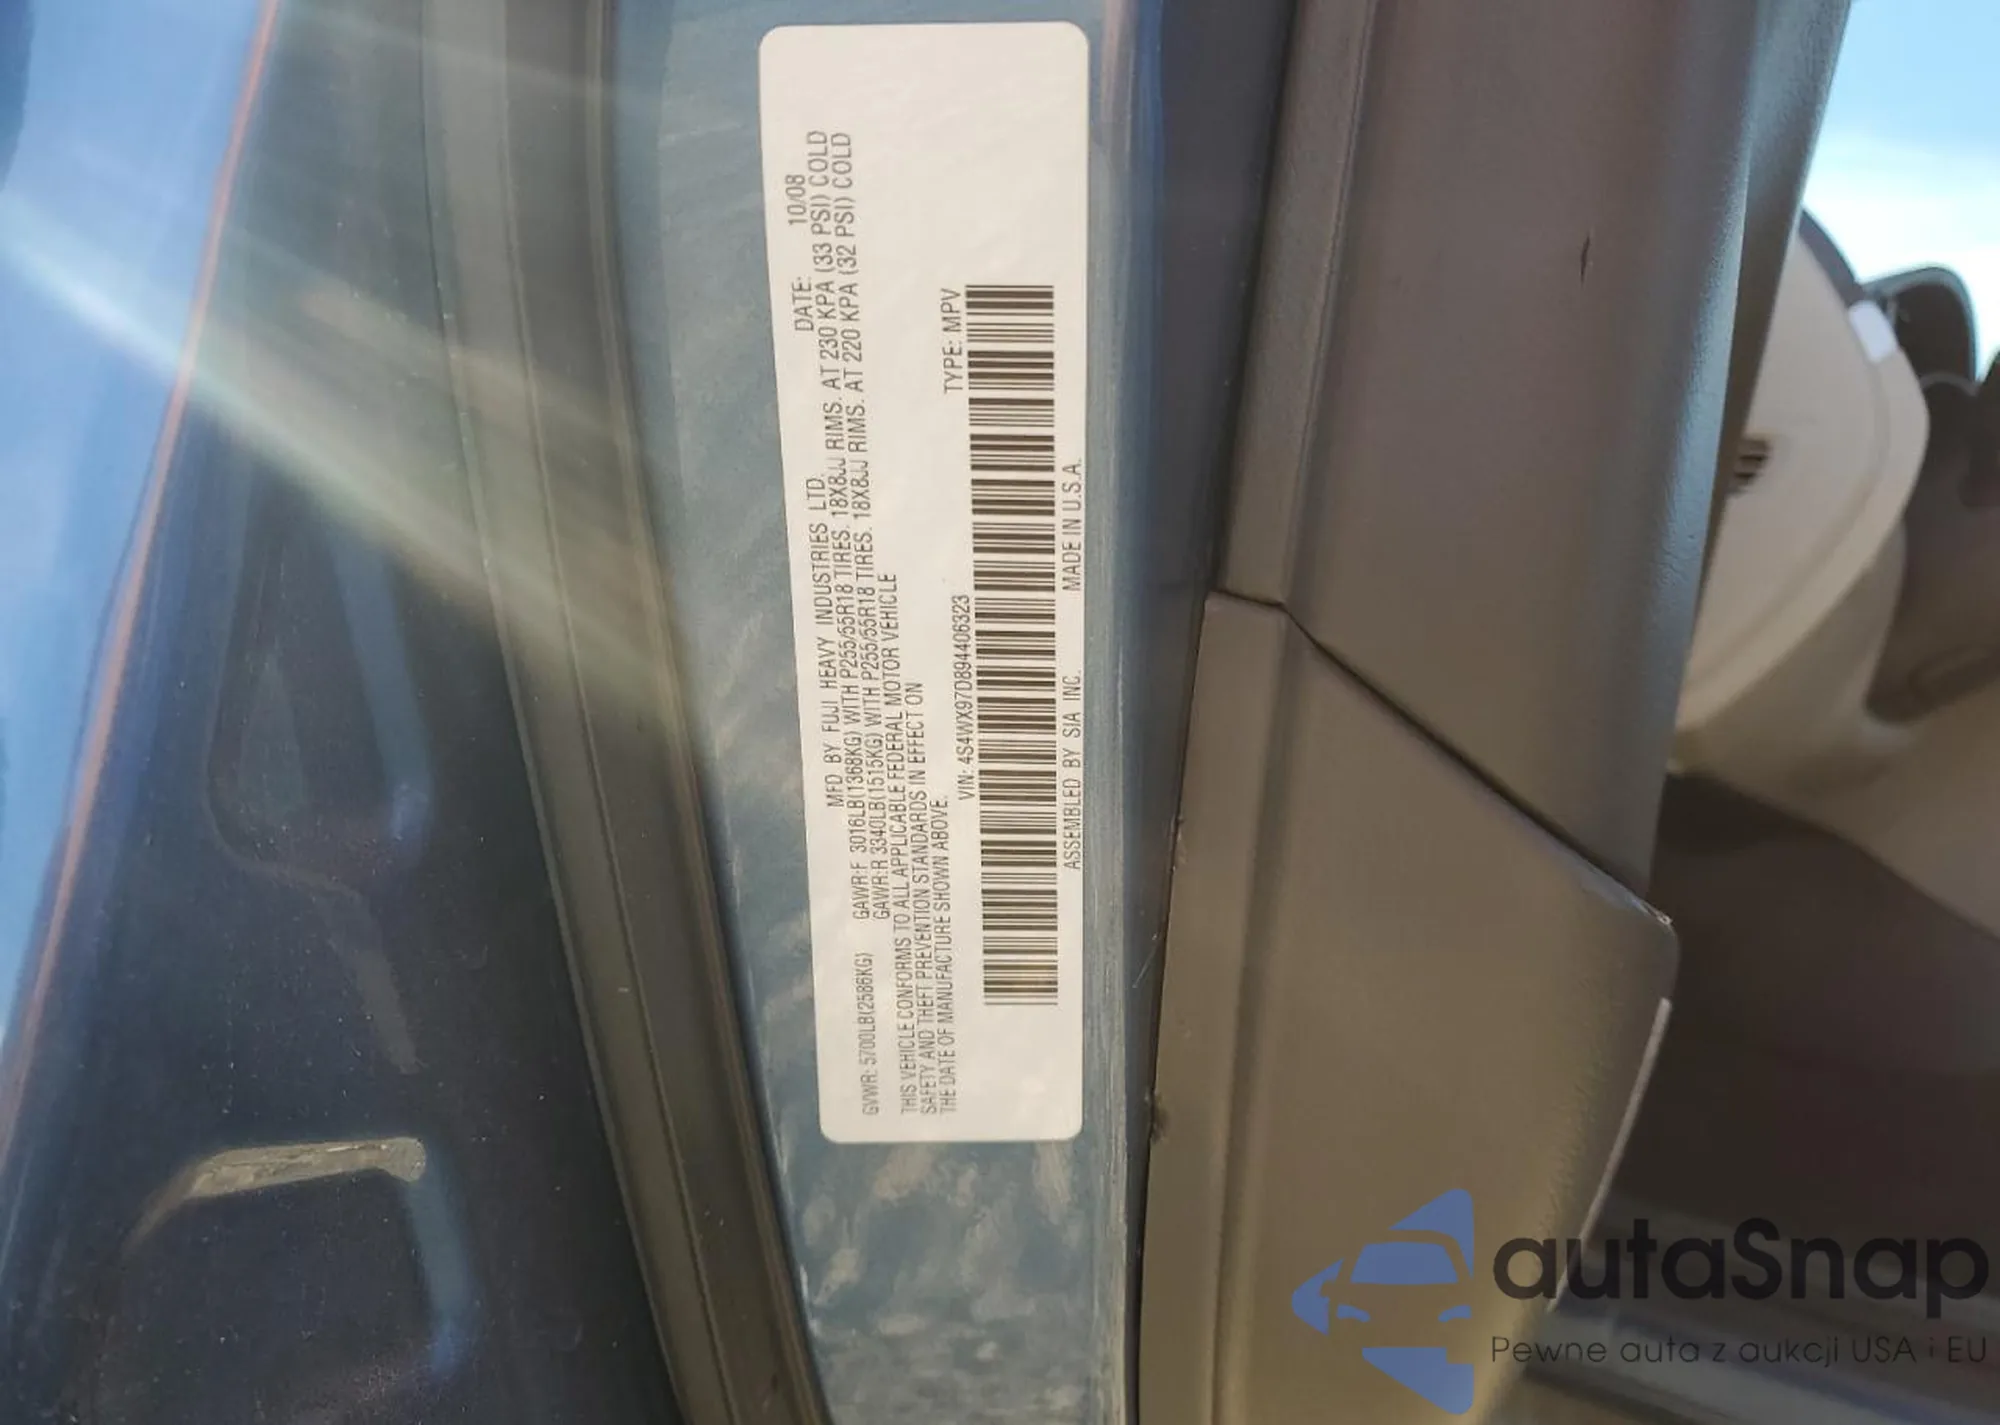 MFD BY FUJI HEAVY INDUSTRIES LTD. DATE: 10/08
GAWR:F 3016LB(1368KG) WITH P255/55R18 TIRES. 18X8JJ RIMS. AT 230 KPA (33 PSI) COLD
GVWR: 5700LB(2586KG) GAWR:R 3340LB(1515KG) WITH P255/55R18 TIRES. 18X8JJ RIMS. AT 220 KPA (32 PSI) COLD
THIS VEHICLE CONFORMS TO ALL APPLICABLE FEDERAL MOTOR VEHICLE
SAFETY AND THEFT PREVENTION STANDARDS IN EFFECT ON
THE DATE OF MANUFACTURE SHOWN ABOVE.
VIN: 4S4WX97D894406323 TYPE: MPV
ASSEMBLED BY SIA INC. MADE IN U.S.A.
autaSnap
Pewne auta z aukcji USA i EU